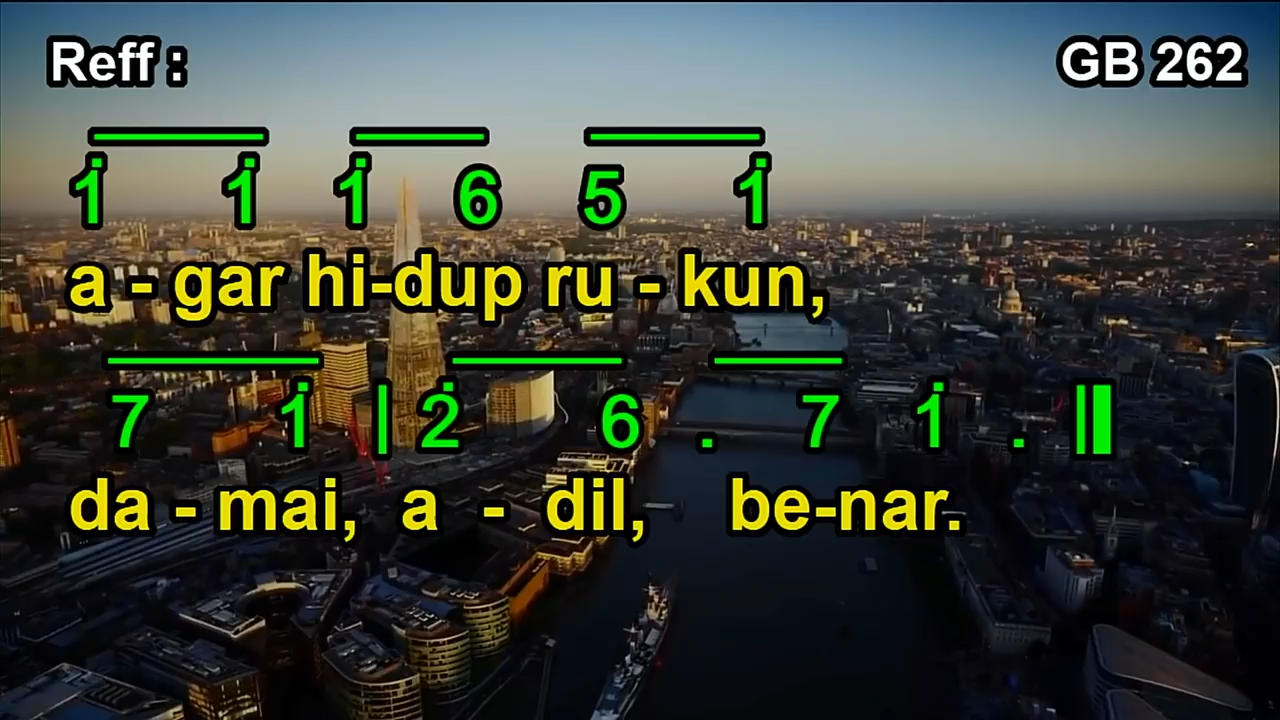 Reff : GB 262
1̇ 1̇ 1̇ 6 5 1̇
a - gar hi-dup ru - kun,
7 1̇ | 2̇ 6 . 7 1̇ . ||
da - mai, a - dil, be-nar.